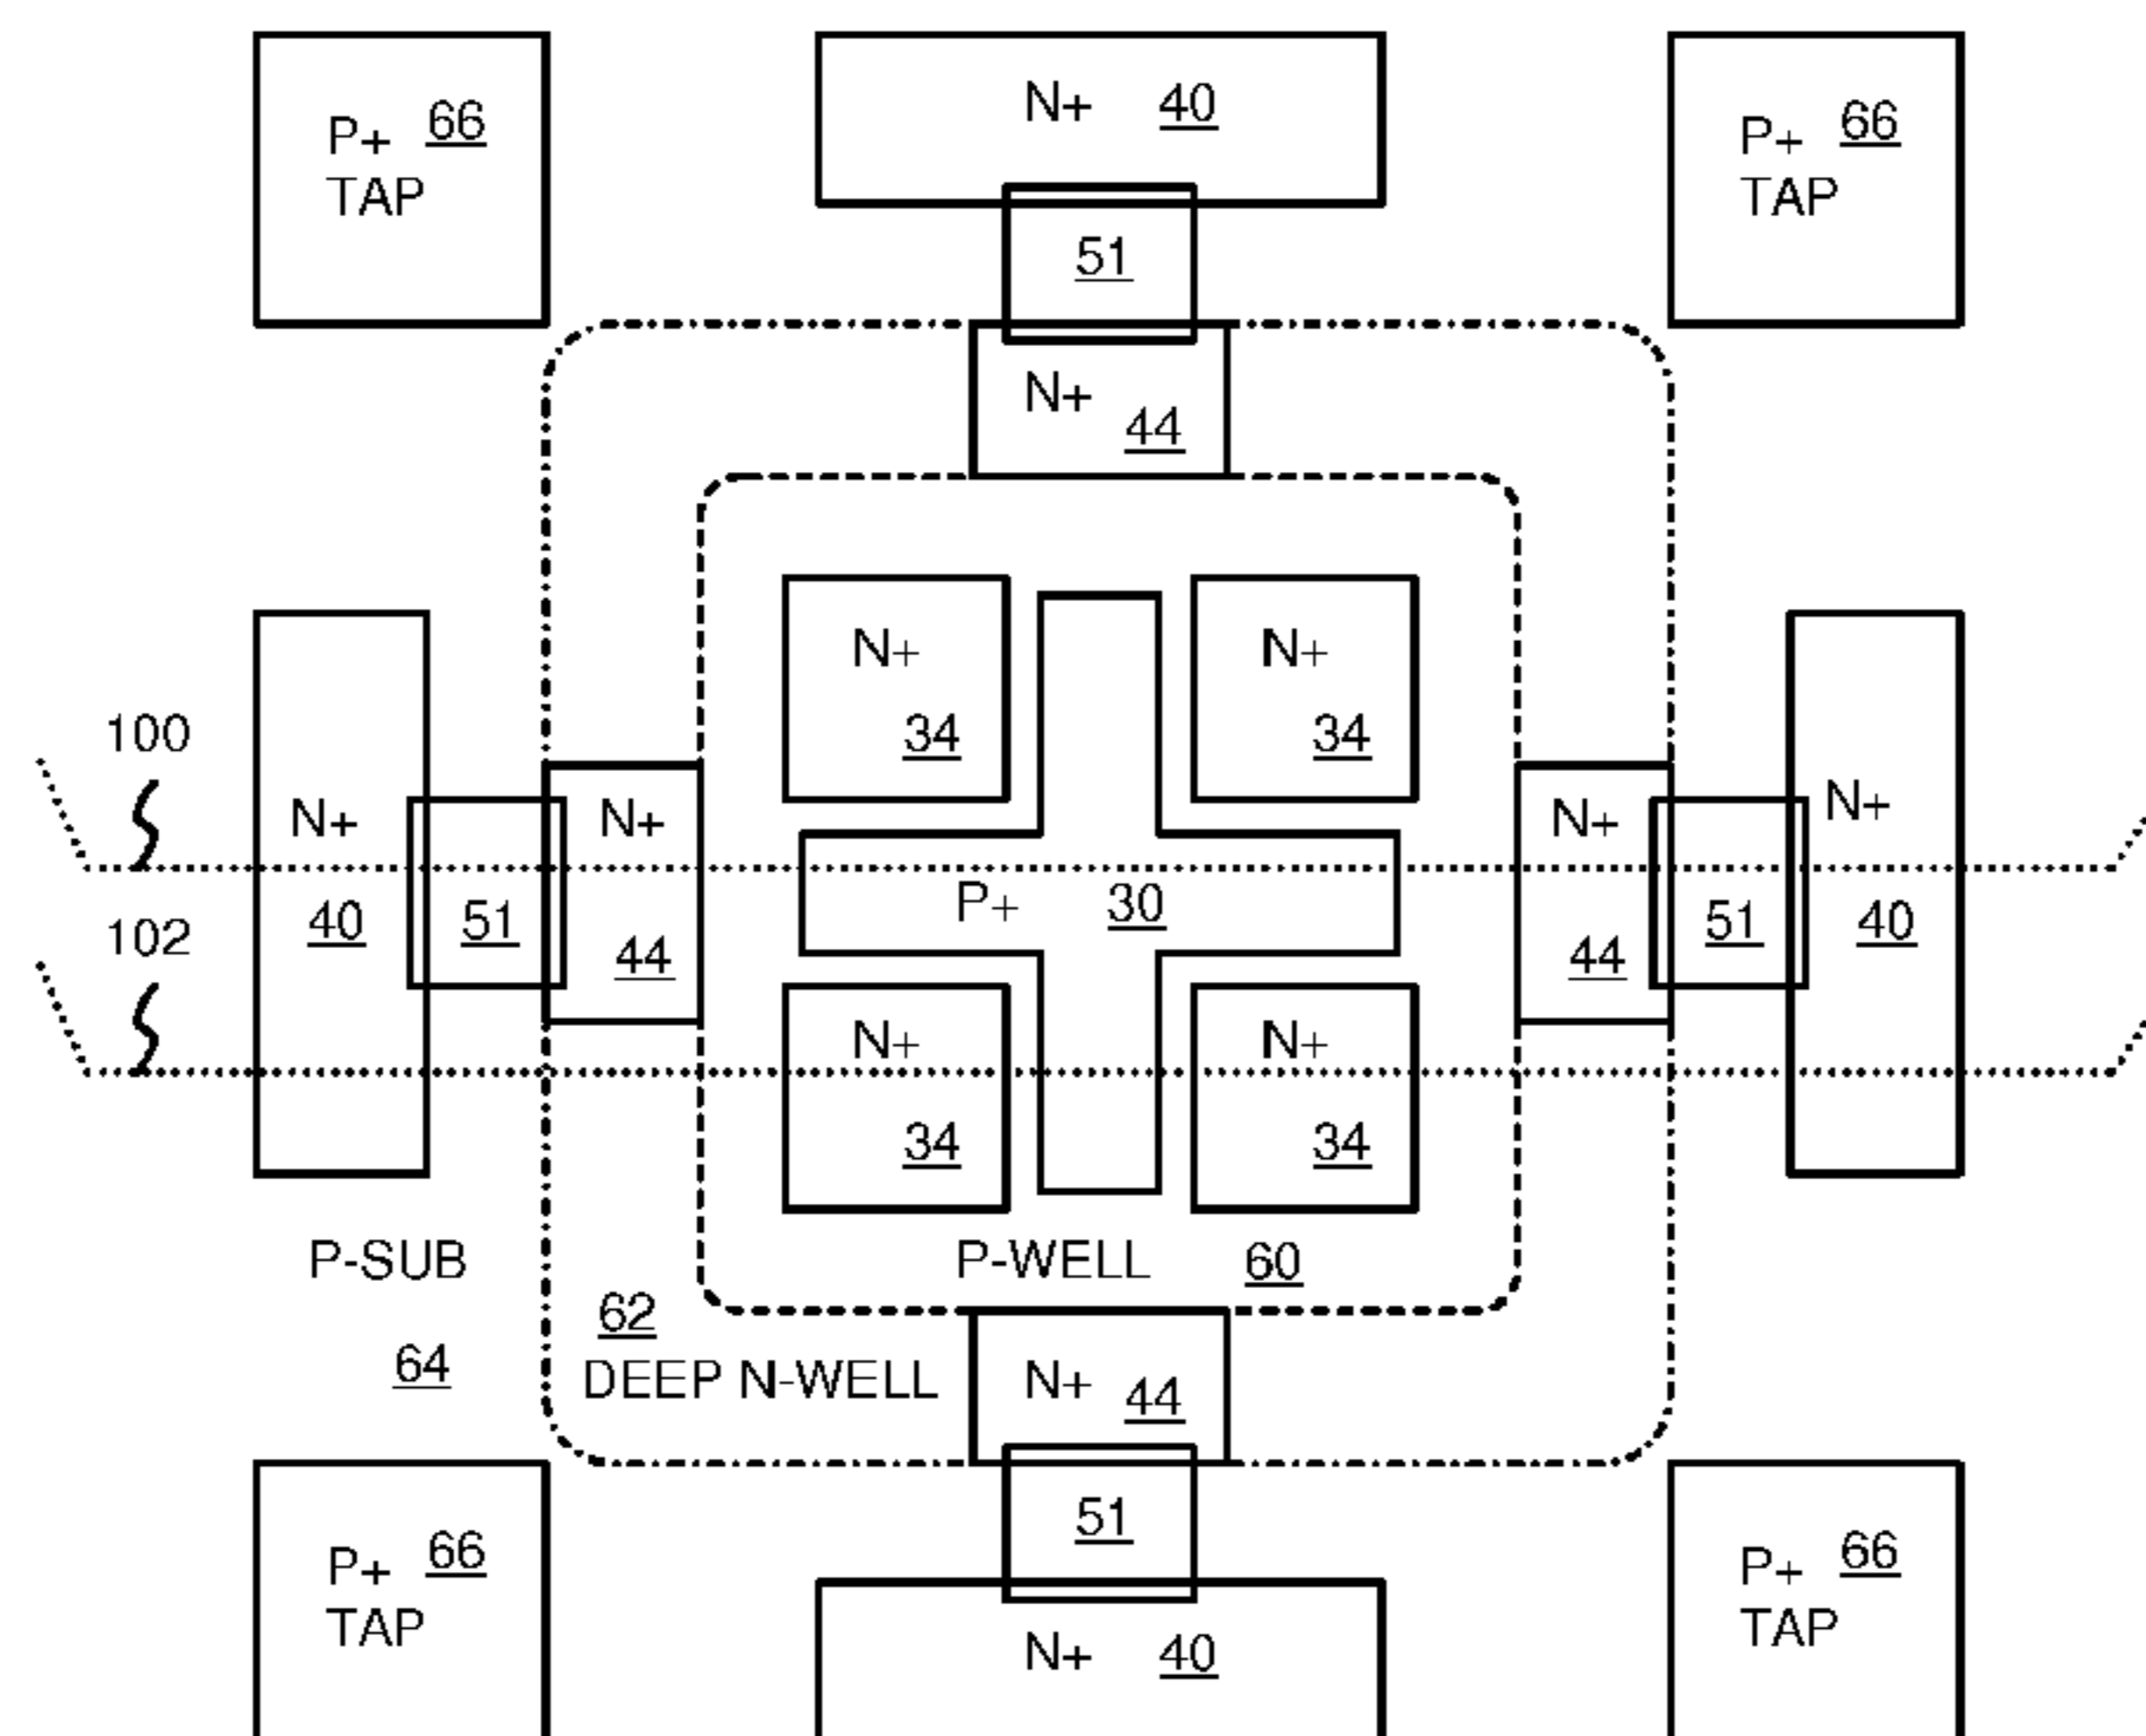 N+ 40
P+ 66
TAP
P+ 66
TAP
51
N+
44
N+
34
N+
34
100
N+
40
51
N+
44
P+ 30
N+
44
51
N+
40
102
N+
34
N+
34
P-SUB
64
P-WELL 60
62
DEEP N-WELL
N+ 44
51
P+ 66
TAP
N+ 40
P+ 66
TAP